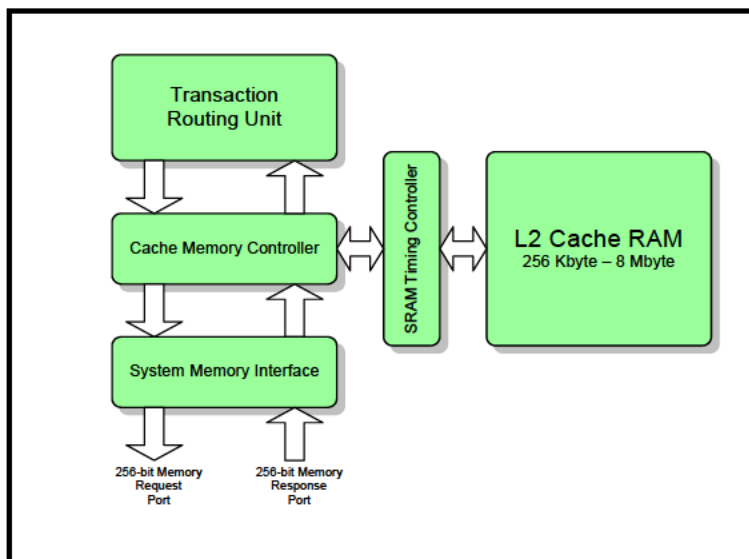 Transaction
Routing Unit
Cache Memory Controller
SRAM Timing Controller
L2 Cache RAM
256 Kbyte – 8 Mbyte
System Memory Interface
256-bit Memory
Request
Port
256-bit Memory
Response
Port